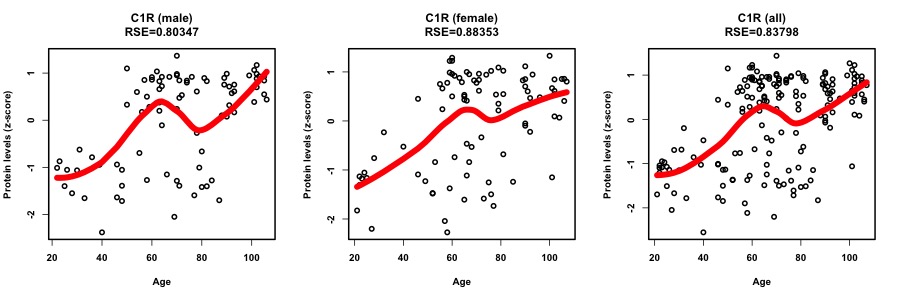 C1R (male)
RSE=0.80347
Protein levels (z-score)
1
0
-1
-2
20
40
60
80
100
Age
C1R (female)
RSE=0.88353
Protein levels (z-score)
1
0
-1
-2
20
40
60
80
100
Age
C1R (all)
RSE=0.83798
Protein levels (z-score)
1
0
-1
-2
20
40
60
80
100
Age